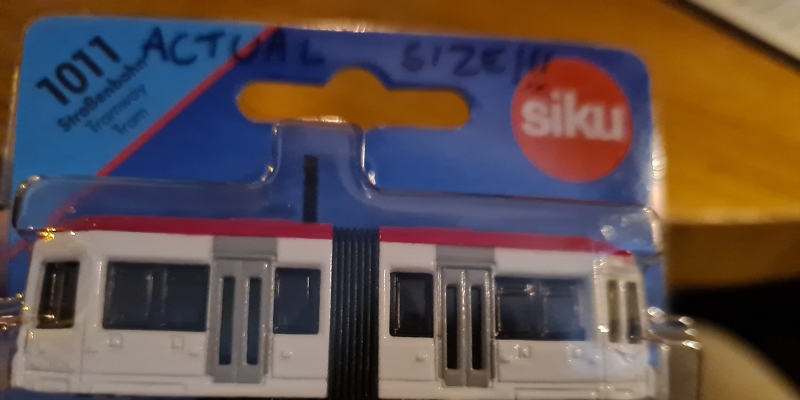 ACTUAL SIZE!!!
1011
Straßenbahn
Tramway
Tram
siku